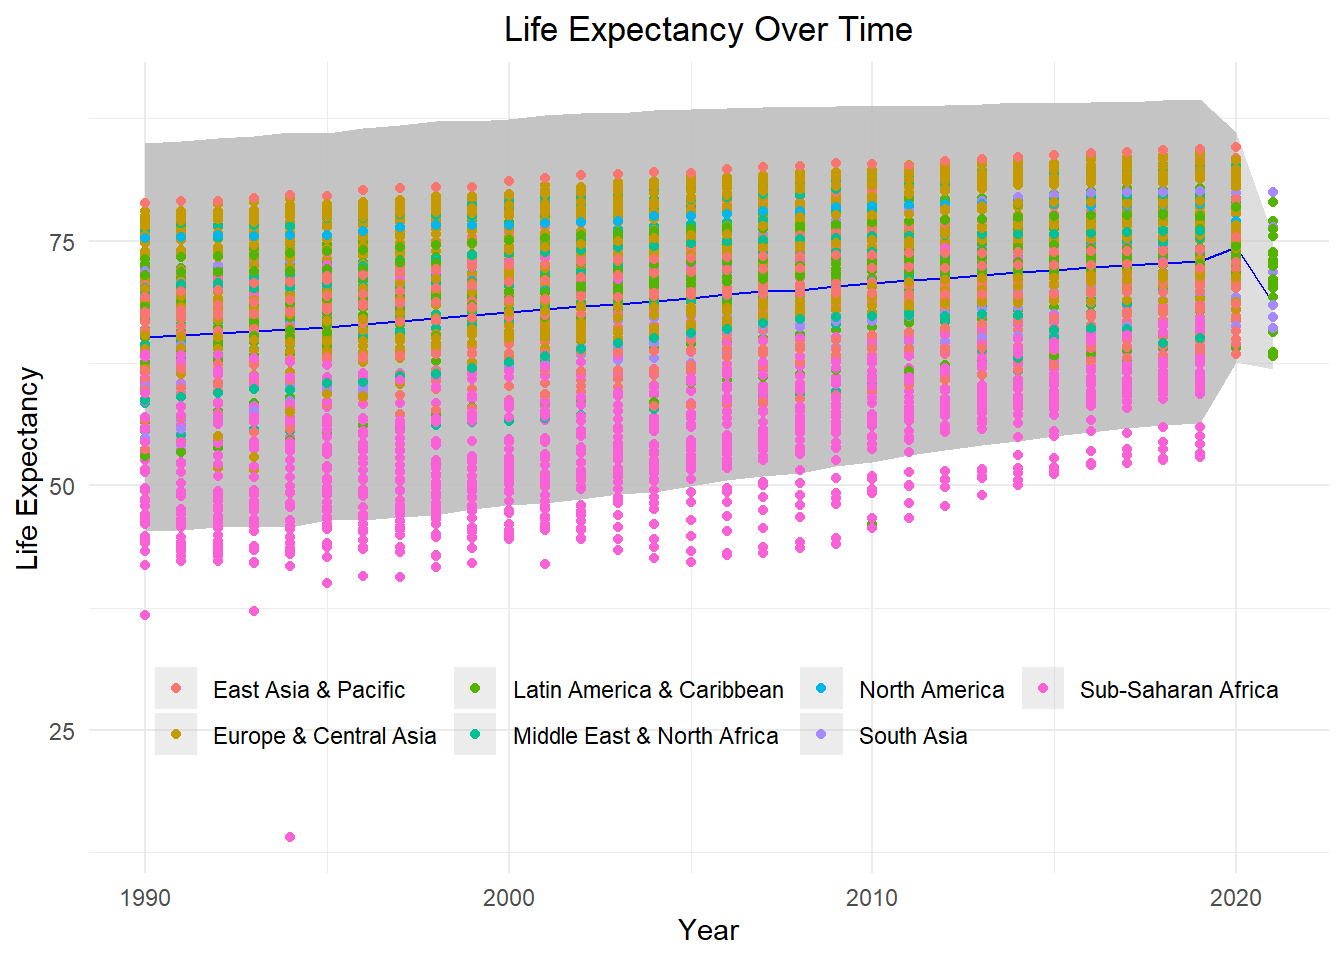 Life Expectancy Over Time
Life Expectancy
75
50
25
East Asia & Pacific
Latin America & Caribbean
North America
Sub-Saharan Africa
Europe & Central Asia
Middle East & North Africa
South Asia
1990
2000
2010
2020
Year